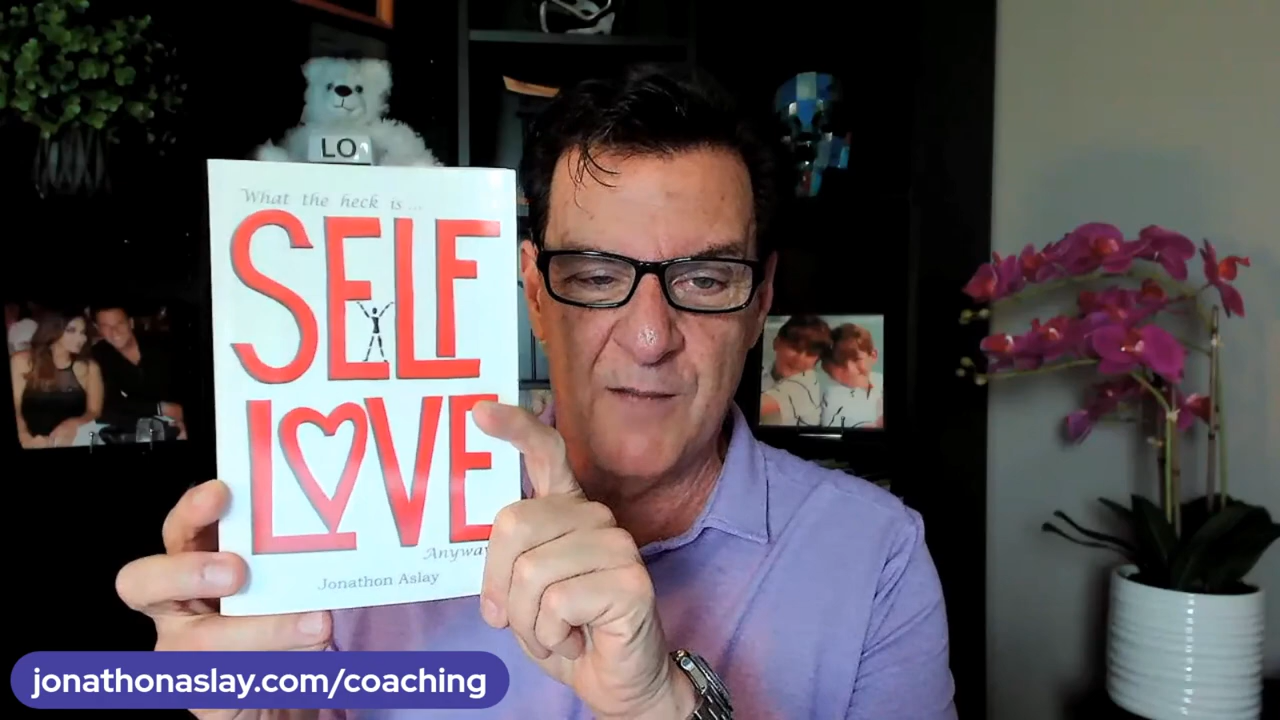 LO
What the heck is ...
SELF
LOVE
Anyway
Jonathon Aslay
jonathonaslay.com/coaching